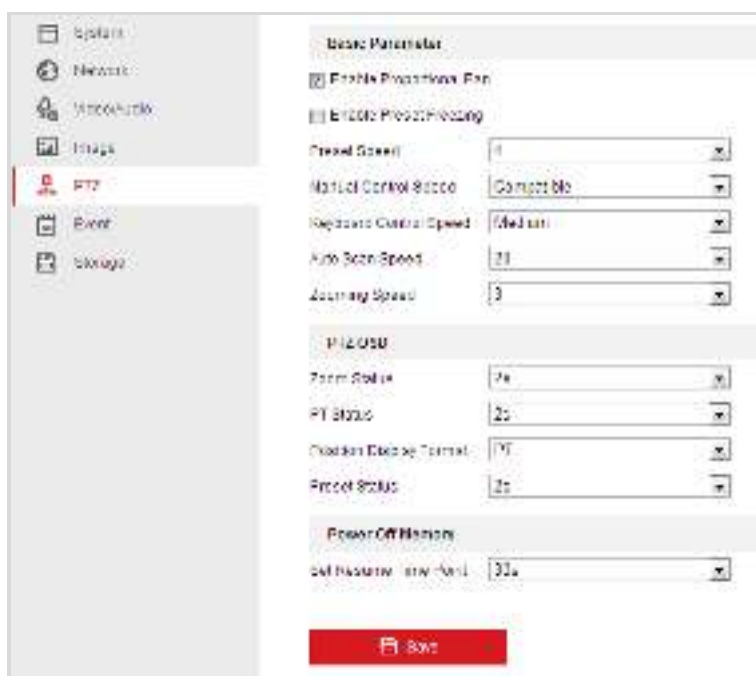 System
Network
Video/Audio
Image
PTZ
Event
Storage
Basic Parameter
Enable Proportional Pan
Enable Preset Freezing
Preset Speed 4
Manual Control Speed Compatible
Keyboard Control Speed Medium
Auto Scan Speed
Zooming Speed 3
PTZ OSD
Zoom Status 2s
PT Status 2s
Position Display Format PT
Preset Status 2s
Power Off Memory
Set Resume Time Point 30s
Save